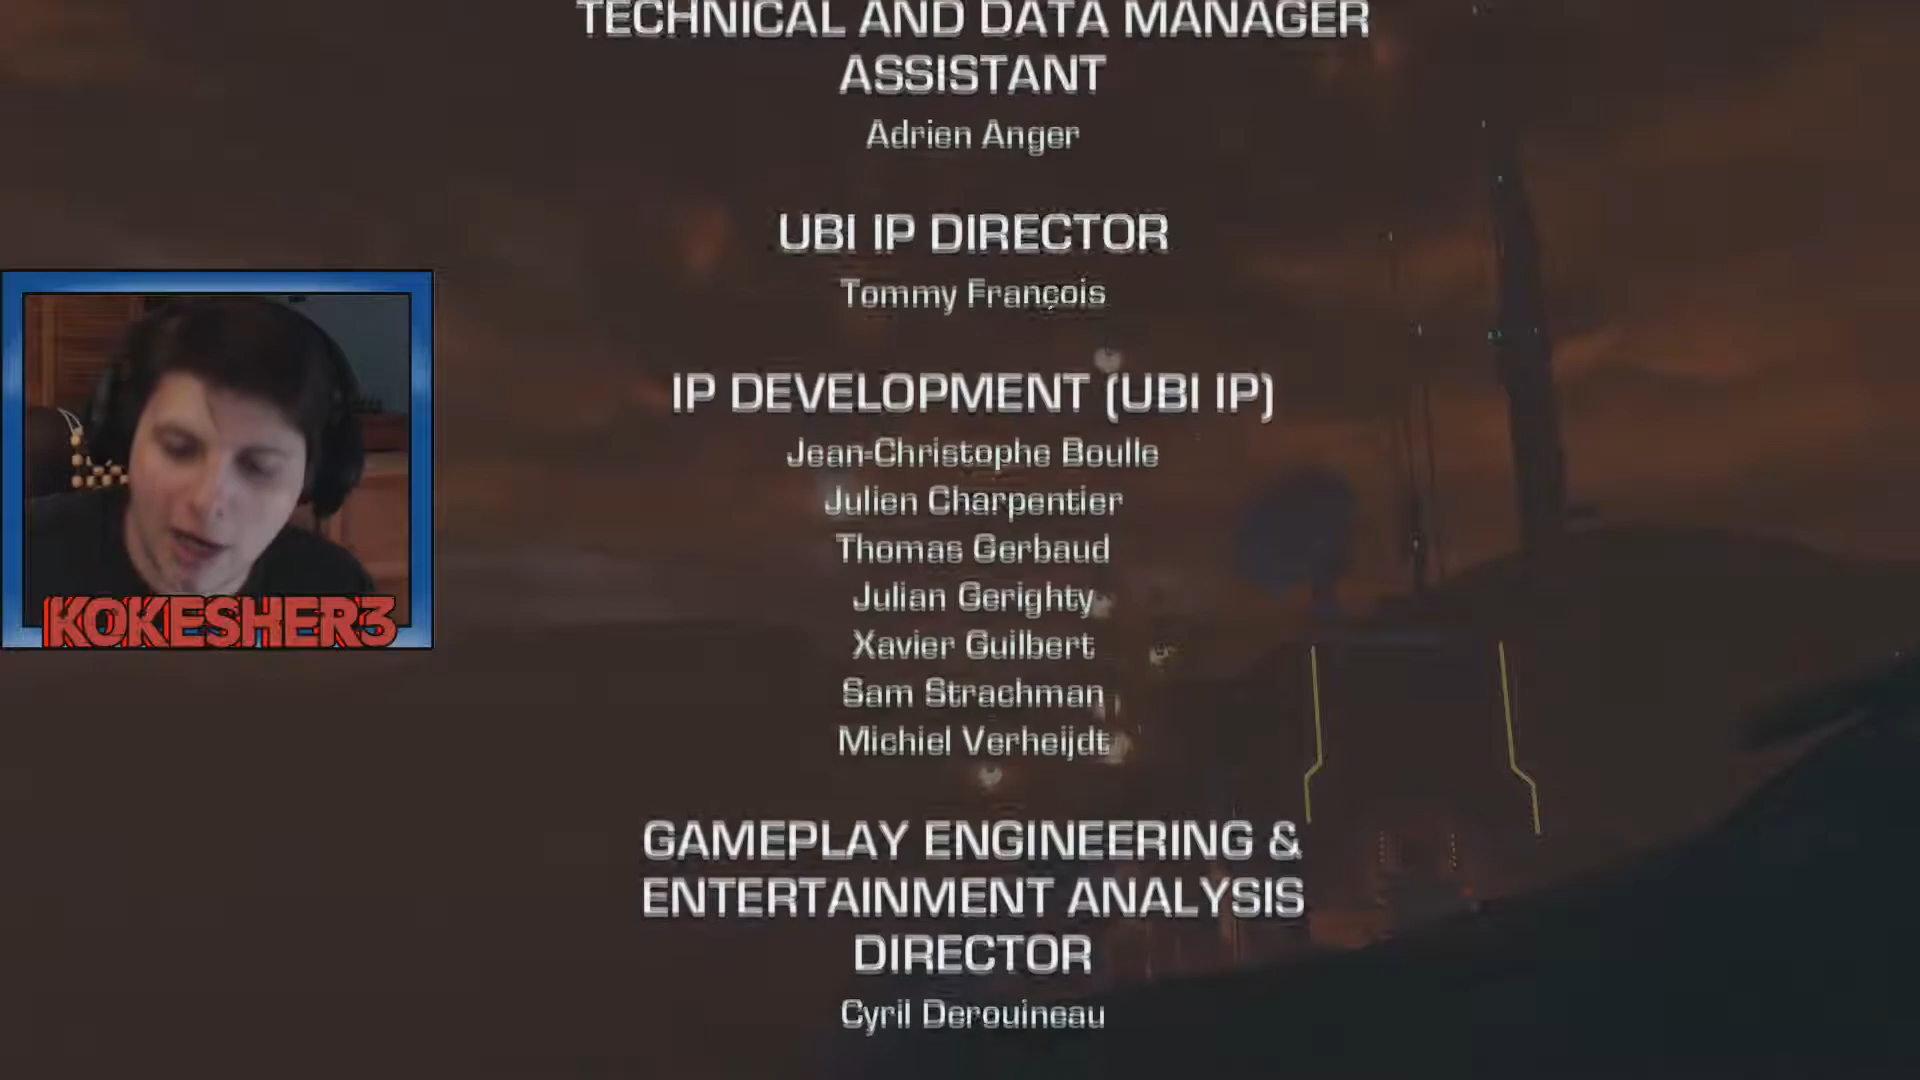 TECHNICAL AND DATA MANAGER
ASSISTANT
Adrien Anger
UBI IP DIRECTOR
Tommy François
IP DEVELOPMENT (UBI IP)
Jean-Christophe Boulle
Julien Charpentier
Thomas Gerbaud
Julian Gerighty
Xavier Guilbert
Sam Strachman
Michiel Verheijdt
KOKESHER3
GAMEPLAY ENGINEERING &
ENTERTAINMENT ANALYSIS
DIRECTOR
Cyril Derouineau